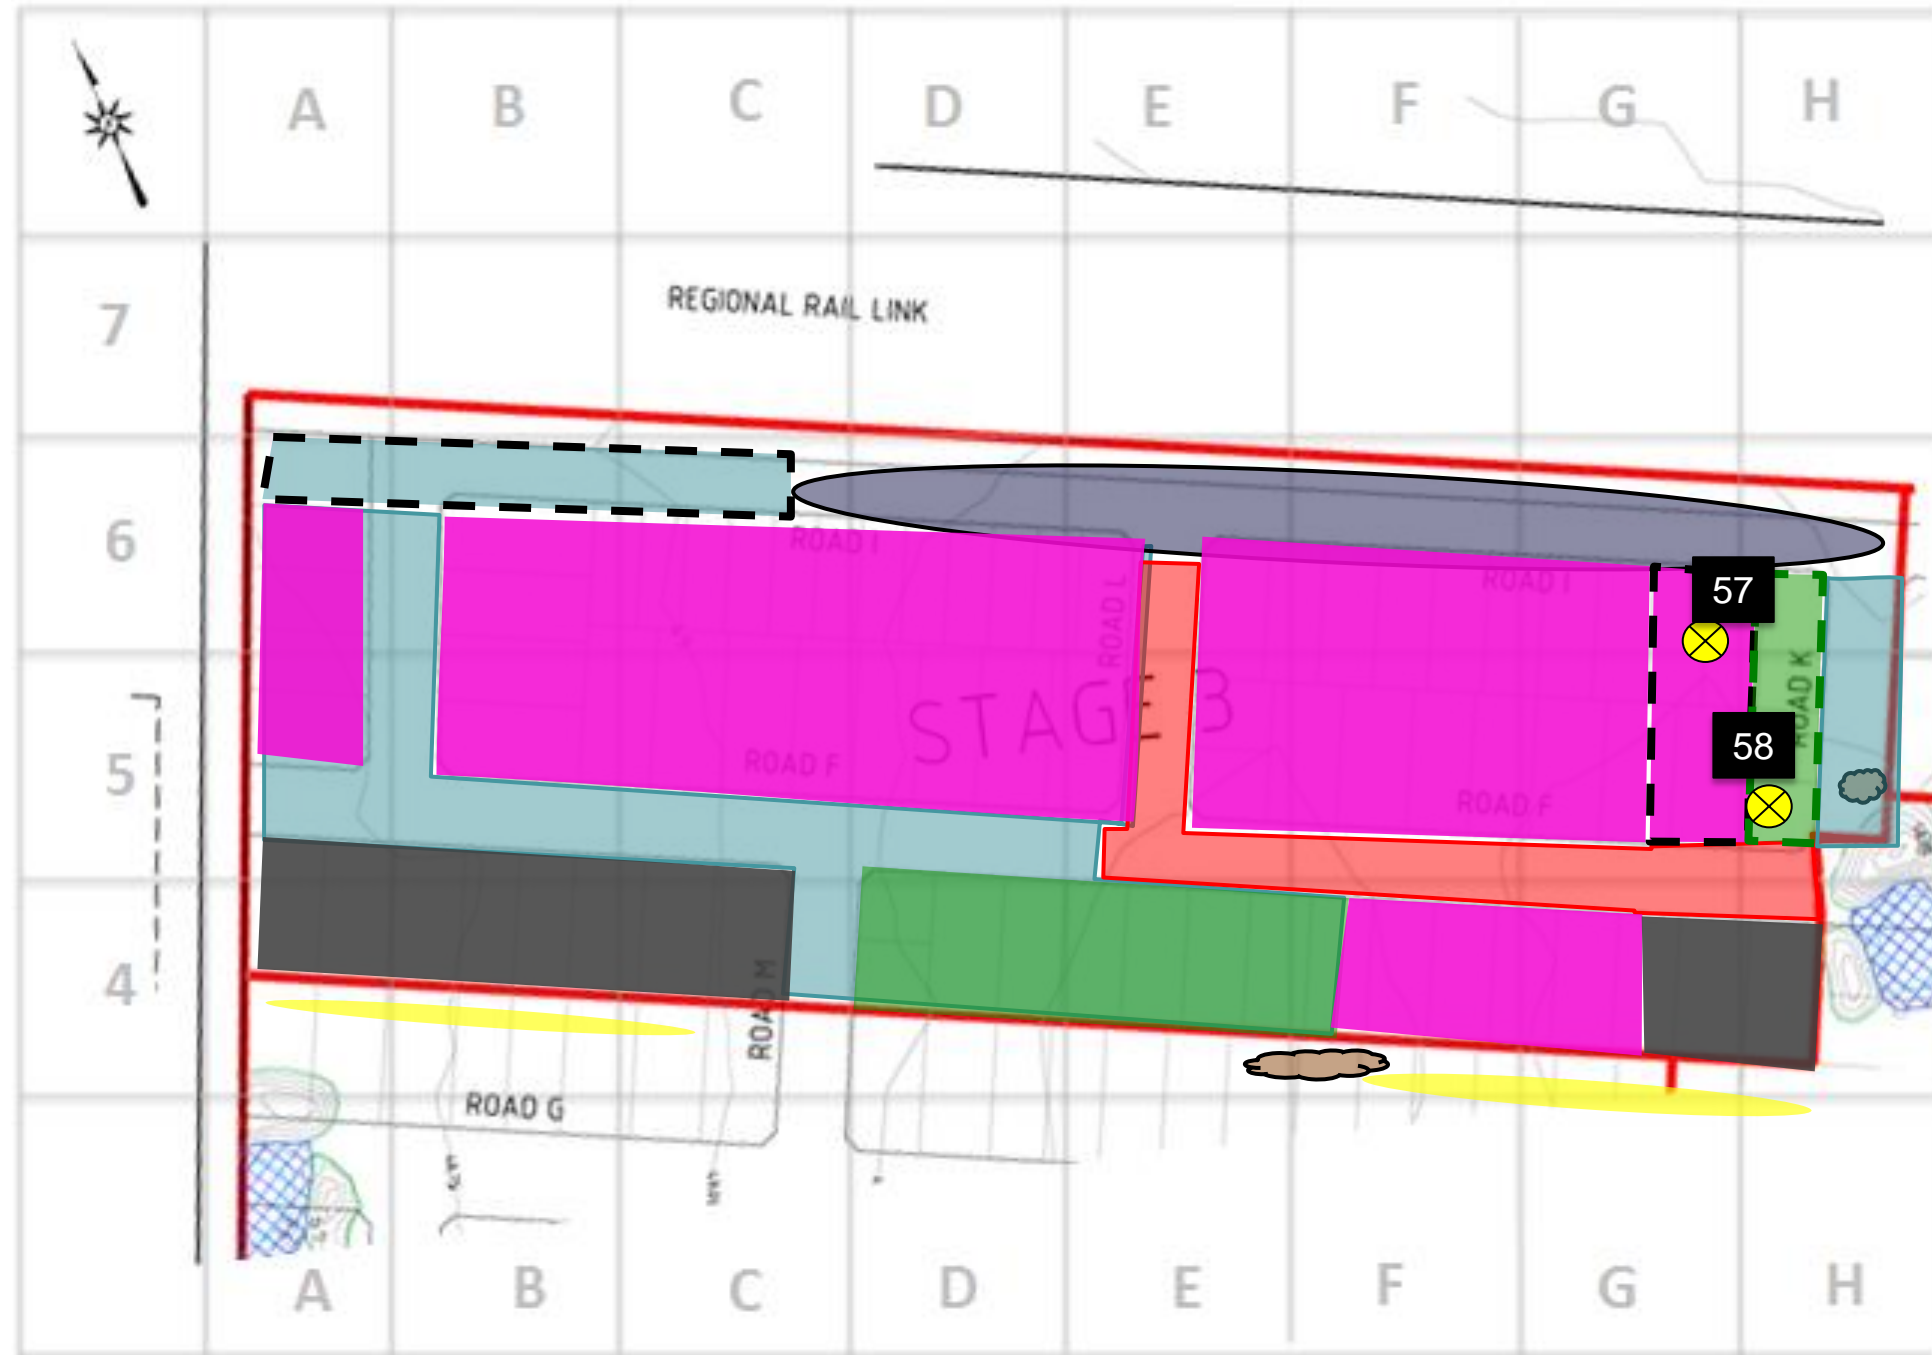 A B C D E F G H
7
REGIONAL RAIL LINK
6
ROAD I
ROAD I
57
ROAD L
ROAD K
STAGE 3
58
5
ROAD F
ROAD F
4
ROAD M
ROAD G
A B C D E F G H